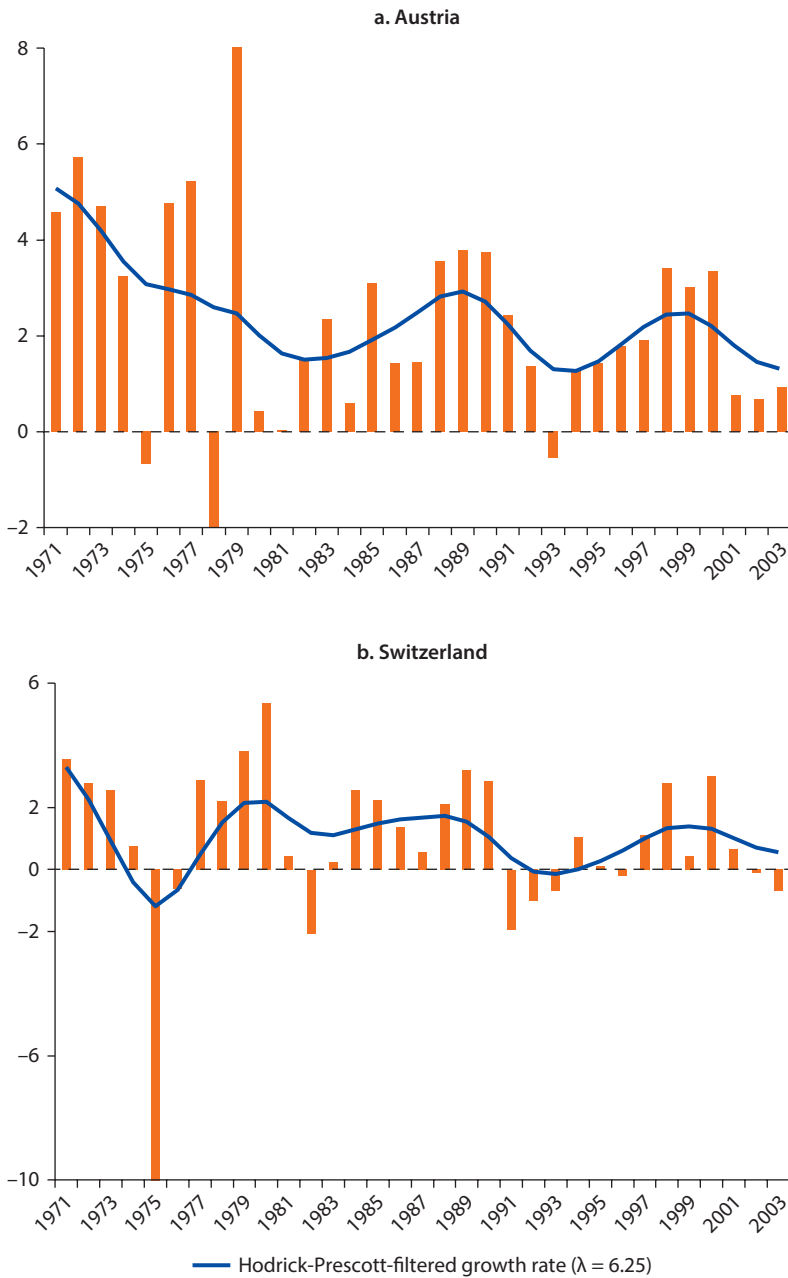 a. Austria
8
6
4
2
0
–2
1971 1973 1975 1977 1979 1981 1983 1985 1987 1989 1991 1993 1995 1997 1999 2001 2003
b. Switzerland
6
2
0
–2
–6
–10
1971 1973 1975 1977 1979 1981 1983 1985 1987 1989 1991 1993 1995 1997 1999 2001 2003
Hodrick-Prescott-filtered growth rate (λ = 6.25)